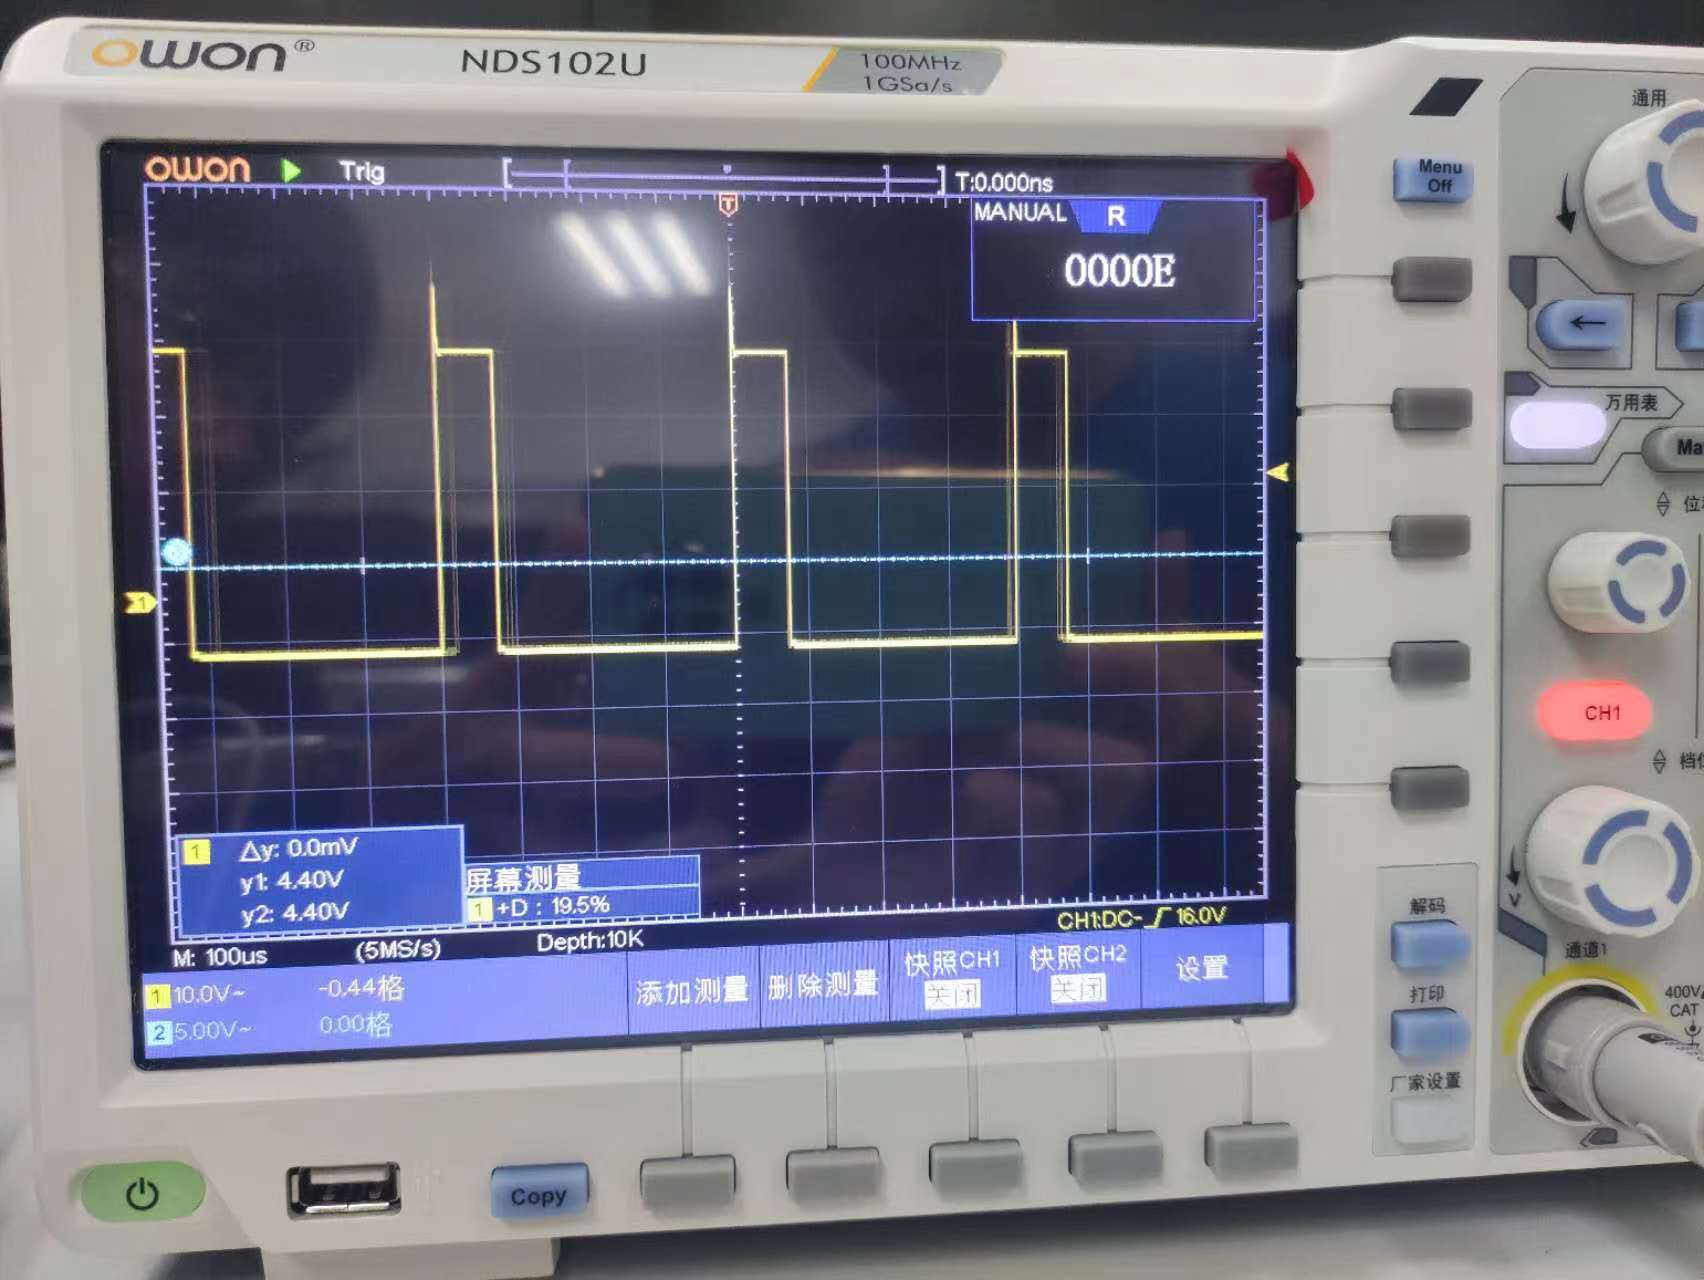 owon®
NDS102U
100MHz
1GSa/s
通用
owon
Trig
T:0.000ns
Menu
Off
T
MANUAL
R
0000E
←
万用表
1
CH1
1
Δy: 0.0mV
y1: 4.40V
y2: 4.40V
屏幕测量
1 +D : 19.5%
CH1:DC- 16.0V
M: 100us
(5MS/s)
Depth:10K
1 10.0V~
-0.44格
2 5.00V~
0.00格
添加测量
删除测量
快照CH1
关闭
快照CH2
关闭
设置
V
解码
通道1
打印
400V
CAT
厂家设置
Copy